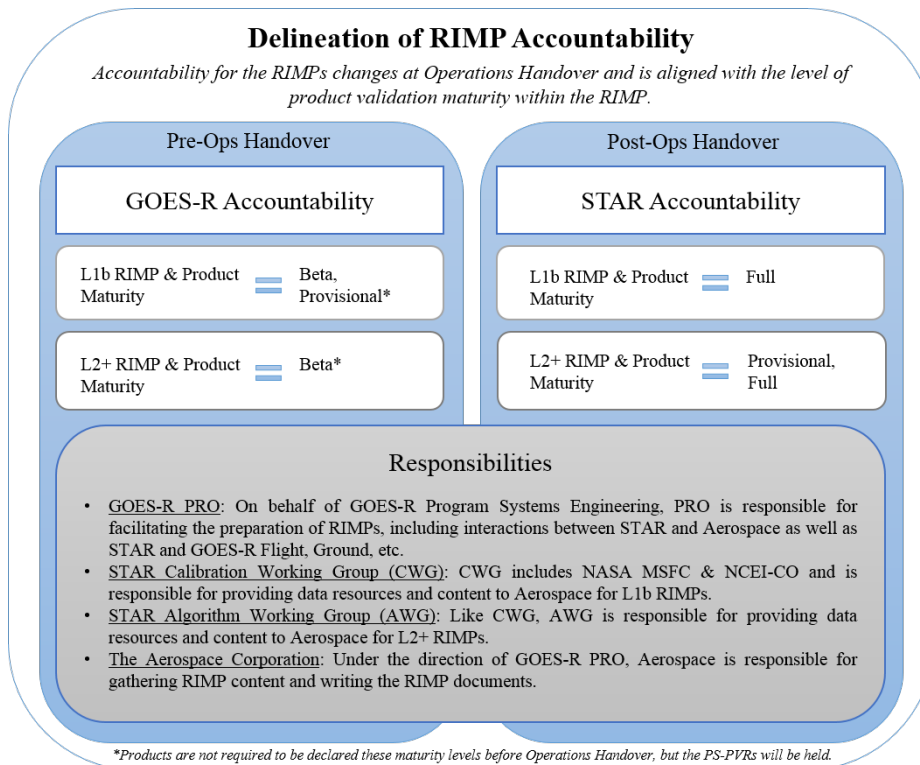 Delineation of RIMP Accountability
Accountability for the RIMPs changes at Operations Handover and is aligned with the level of
product validation maturity within the RIMP.
Pre-Ops Handover
GOES-R Accountability
L1b RIMP & Product
Maturity
Beta,
Provisional*
L2+ RIMP & Product
Maturity
Beta*
Post-Ops Handover
STAR Accountability
L1b RIMP & Product
Maturity
Full
L2+ RIMP & Product
Maturity
Provisional,
Full
Responsibilities
• GOES-R PRO: On behalf of GOES-R Program Systems Engineering, PRO is responsible for
facilitating the preparation of RIMPs, including interactions between STAR and Aerospace as well as
STAR and GOES-R Flight, Ground, etc.
• STAR Calibration Working Group (CWG): CWG includes NASA MSFC & NCEI-CO and is
responsible for providing data resources and content to Aerospace for L1b RIMPs.
• STAR Algorithm Working Group (AWG): Like CWG, AWG is responsible for providing data
resources and content to Aerospace for L2+ RIMPs.
• The Aerospace Corporation: Under the direction of GOES-R PRO, Aerospace is responsible for
gathering RIMP content and writing the RIMP documents.
*Products are not required to be declared these maturity levels before Operations Handover, but the PS-PVRs will be held.